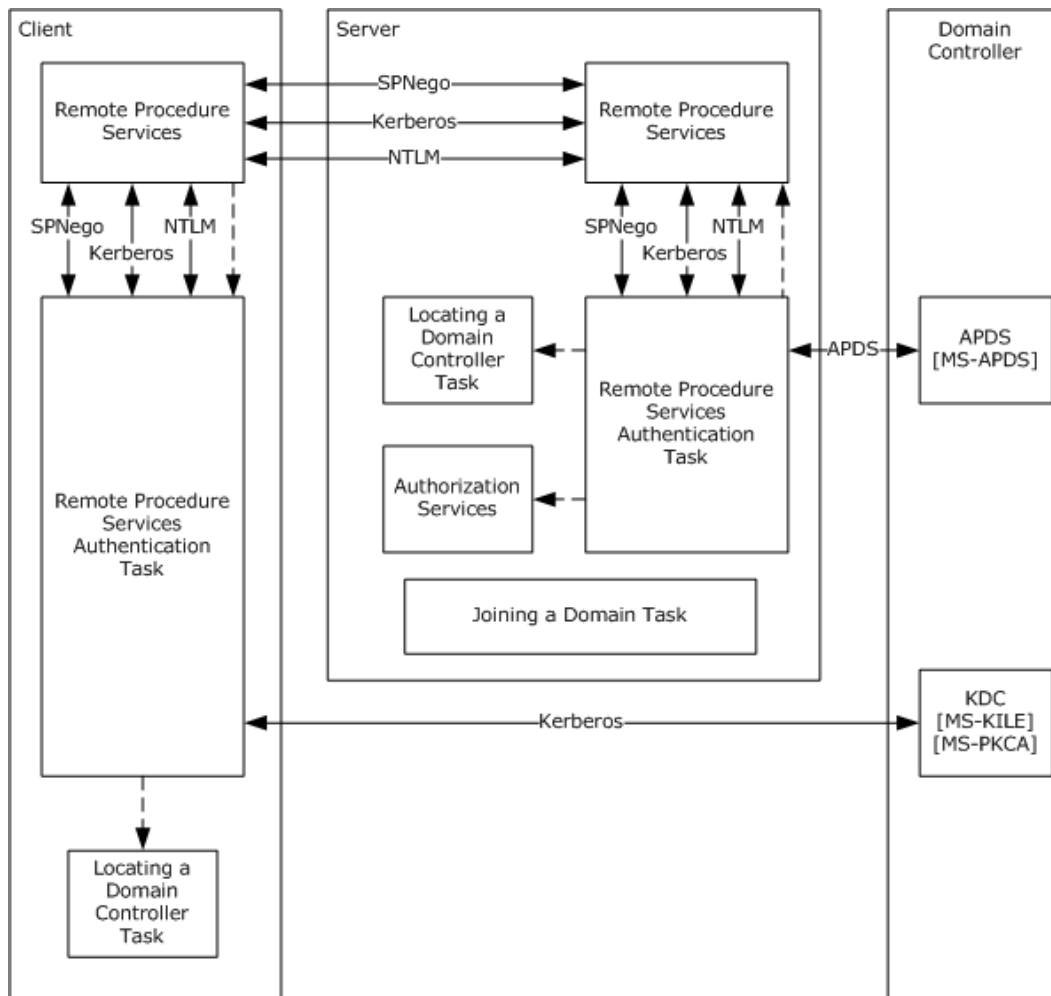 Client
Server
Domain
Controller
Remote Procedure
Services
SPNego
Kerberos
NTLM
Remote Procedure
Services
SPNego
NTLM
Kerberos
SPNego
NTLM
Kerberos
Locating a
Domain
Controller
Task
Remote Procedure
Services
Authentication
Task
APDS
APDS
[MS-APDS]
Authorization
Services
Remote Procedure
Services
Authentication
Task
Joining a Domain Task
Kerberos
KDC
[MS-KILE]
[MS-PKCA]
Locating a
Domain
Controller
Task